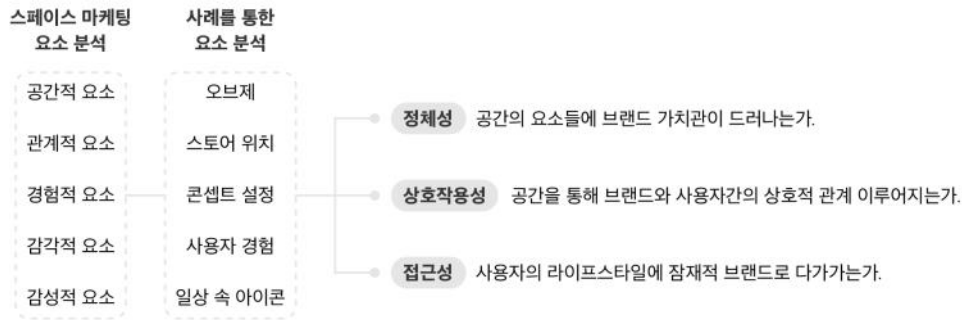 스페이스 마케팅
요소 분석
사례를 통한
요소 분석
공간적 요소
관계적 요소
경험적 요소
감각적 요소
감성적 요소
오브제
스토어 위치
콘셉트 설정
사용자 경험
일상 속 아이콘
정체성 공간의 요소들에 브랜드 가치관이 드러나는가.
상호작용성 공간을 통해 브랜드와 사용자간의 상호적 관계 이루어지는가.
접근성 사용자의 라이프스타일에 잠재적 브랜드로 다가가는가.